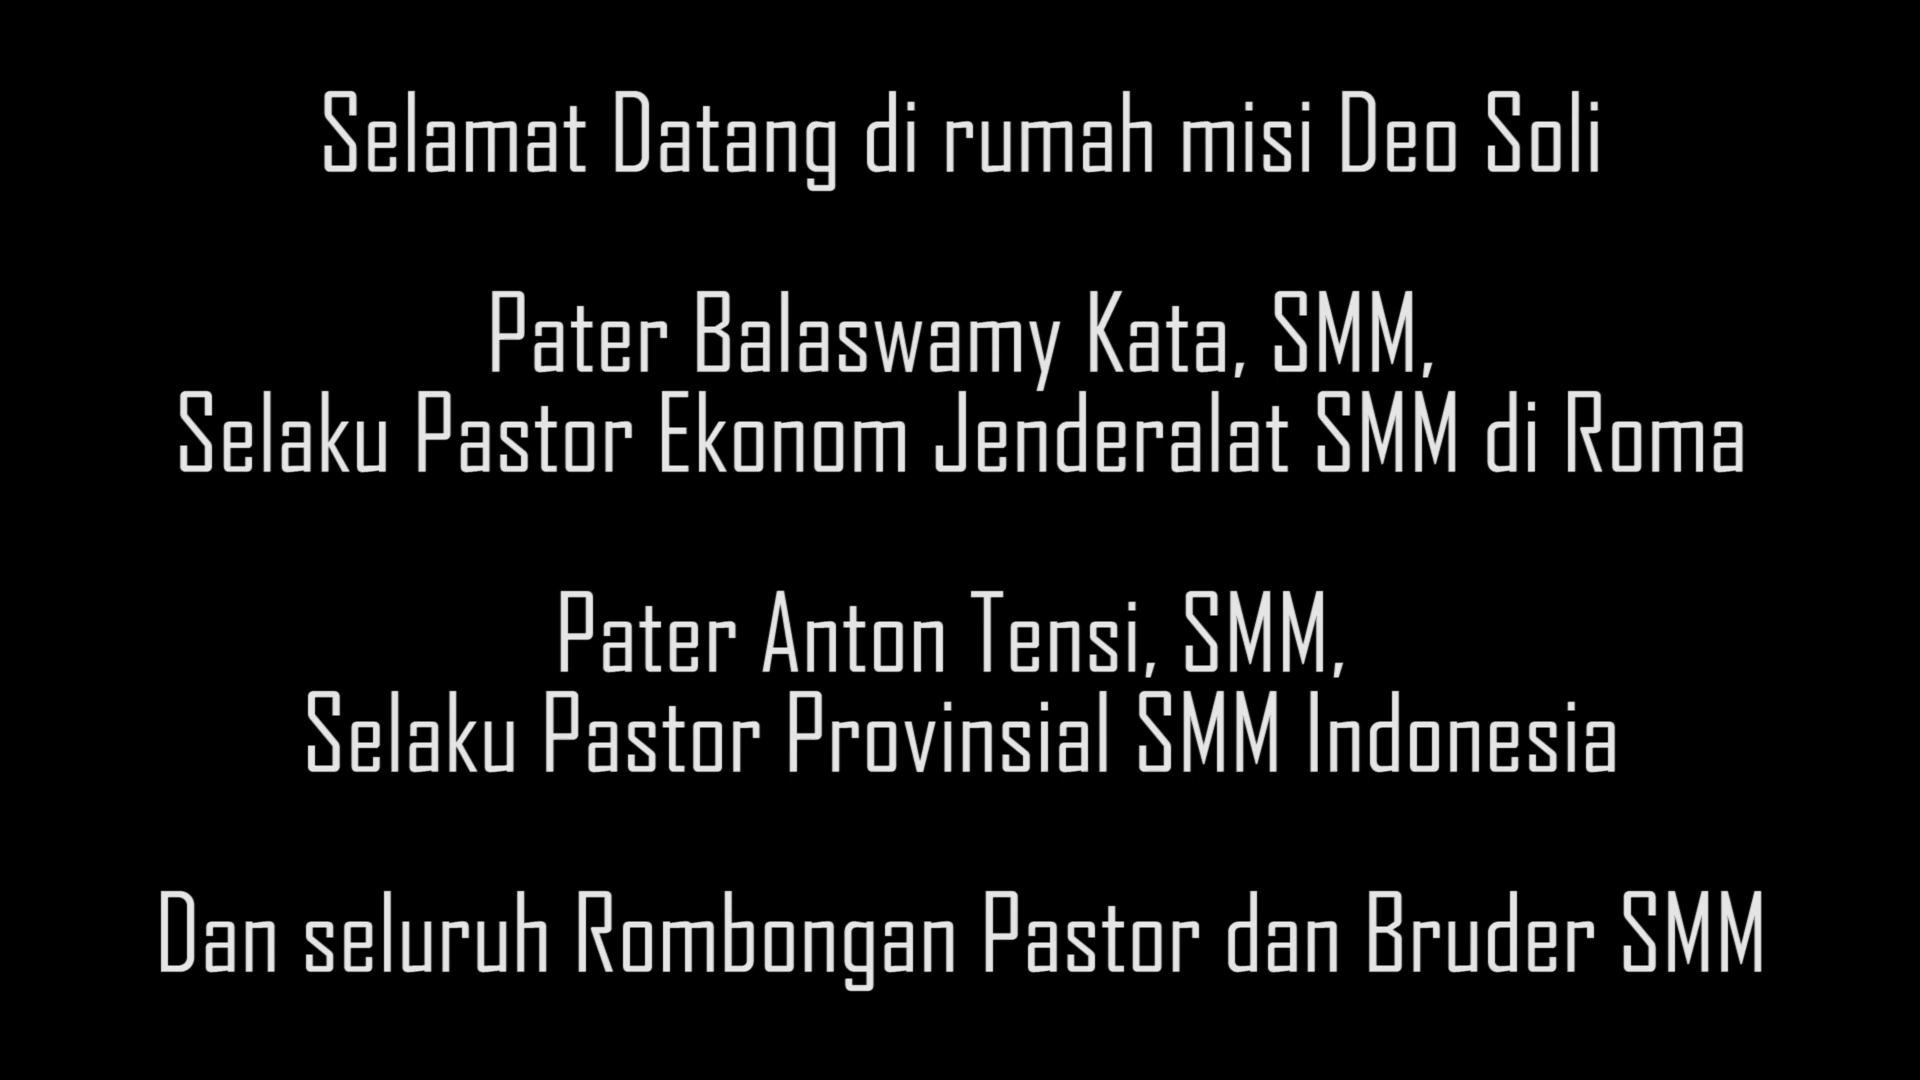 Selamat Datang di rumah misi Deo Soli
Pater Balaswamy Kata, SMM,
Selaku Pastor Ekonom Jenderalat SMM di Roma
Pater Anton Tensi, SMM,
Selaku Pastor Provinsial SMM Indonesia
Dan seluruh Rombongan Pastor dan Bruder SMM